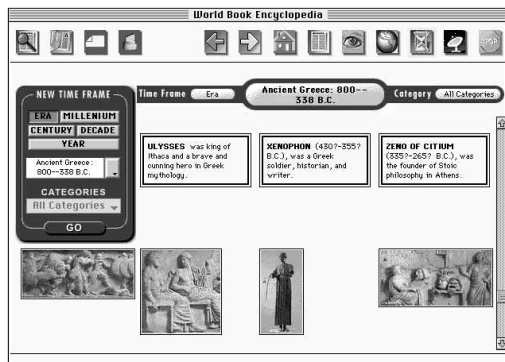 World Book Encyclopedia
STOP
NEW TIME FRAME
ERA MILLENIUM
CENTURY DECADE
YEAR
Ancient Greece:
800--338 B.C.
CATEGORIES
All Categories
GO
Time Frame Era
Ancient Greece: 800--
338 B.C.
Category All Categories
ULYSSES was king of
Ithaca and a brave and
cunning hero in Greek
mythology.
XENOPHON (430?-355?
B.C.), was a Greek
soldier, historian, and
writer.
ZENO OF CITIUM
(335?-265? B.C.), was
the founder of Stoic
philosophy in Athens.